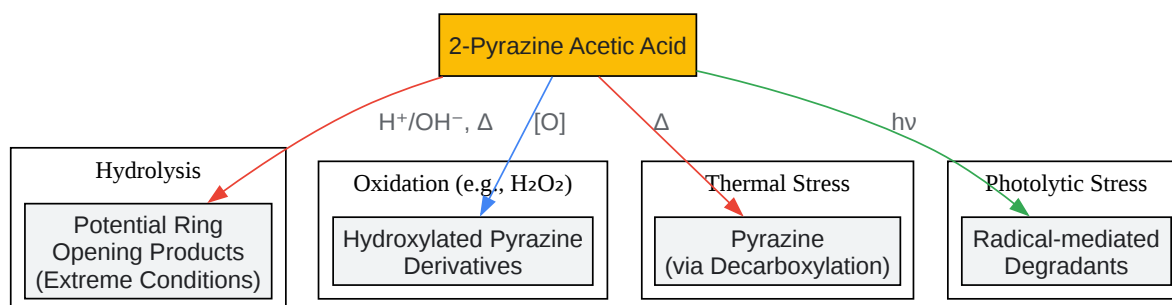 2-Pyrazine Acetic Acid
H⁺/OH⁻, Δ
[O]
Δ
hν
Hydrolysis
Potential Ring
Opening Products
(Extreme Conditions)
Oxidation (e.g., H₂O₂)
Hydroxylated Pyrazine
Derivatives
Thermal Stress
Pyrazine
(via Decarboxylation)
Photolytic Stress
Radical-mediated
Degradants